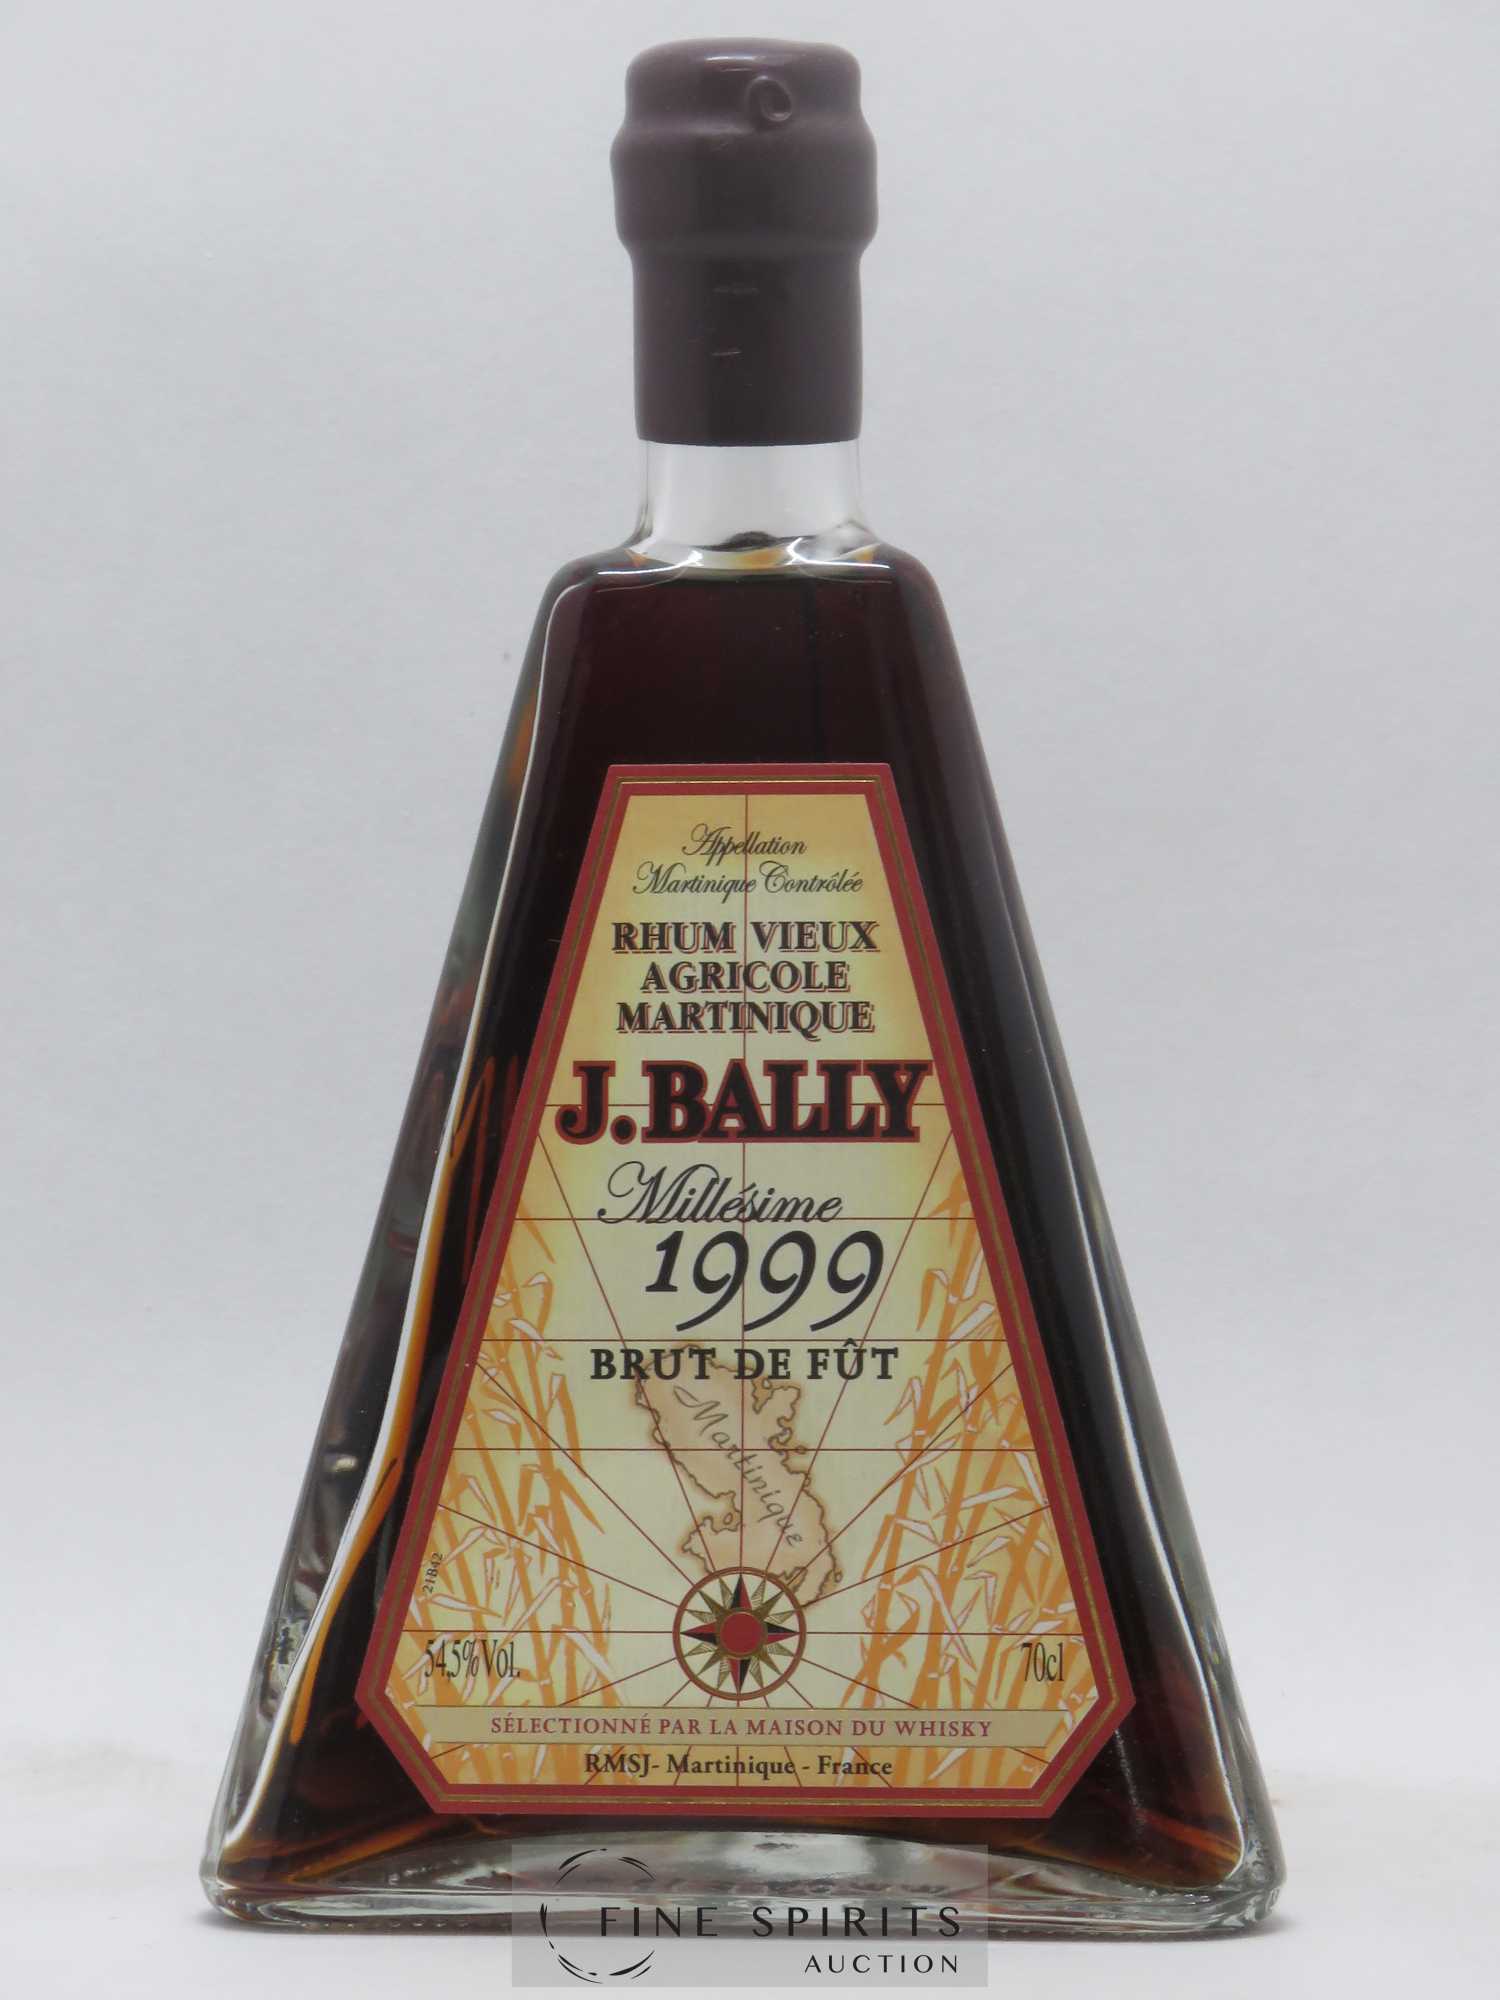 Appellation
Martinique Contrôlée
RHUM VIEUX
AGRICOLE
MARTINIQUE
J. BALLY
Millésime
1999
BRUT DE FÛT
Martinique
21B42
54,5% Vol. 70cl
SÉLECTIONNÉ PAR LA MAISON DU WHISKY
RMSJ- Martinique - France
FINE SPIRITS
AUCTION